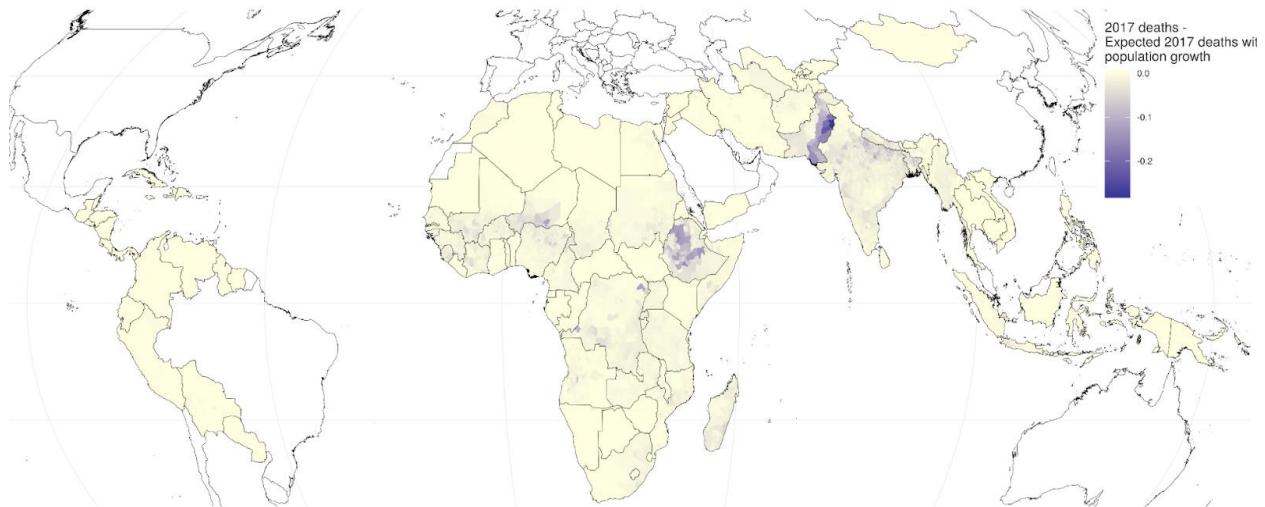 2017 deaths -
Expected 2017 deaths wit
population growth
0.0
-0.1
-0.2